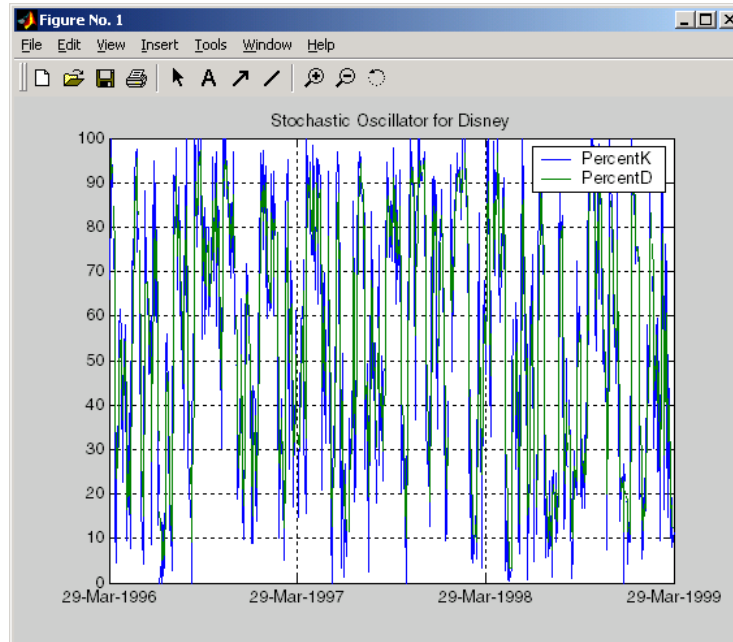 Figure No. 1
File Edit View Insert Tools Window Help
A
Stochastic Oscillator for Disney
PercentK
PercentD
100
90
80
70
60
50
40
30
20
10
0
29-Mar-1996 29-Mar-1997 29-Mar-1998 29-Mar-1999